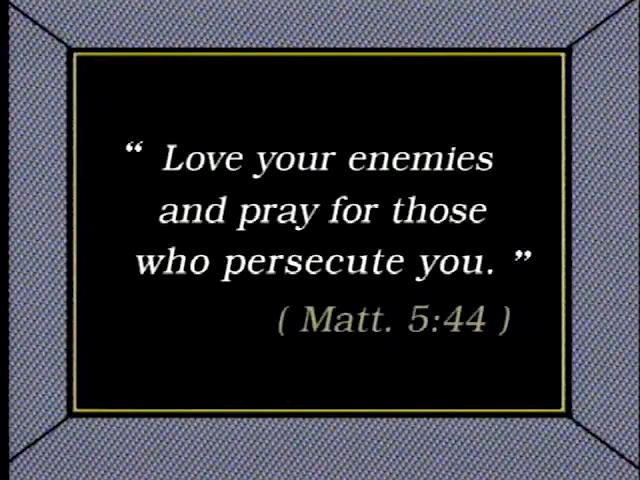 “ Love your enemies
and pray for those
who persecute you. ”
( Matt. 5:44 )